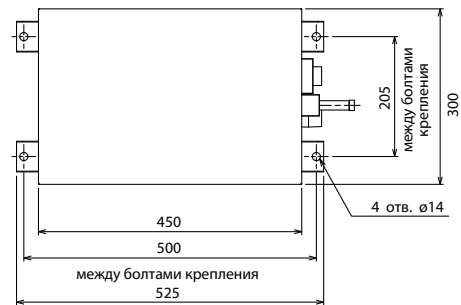 205
между болтами
крепления
300
4 отв. ø14
450
500
между болтами крепления
525